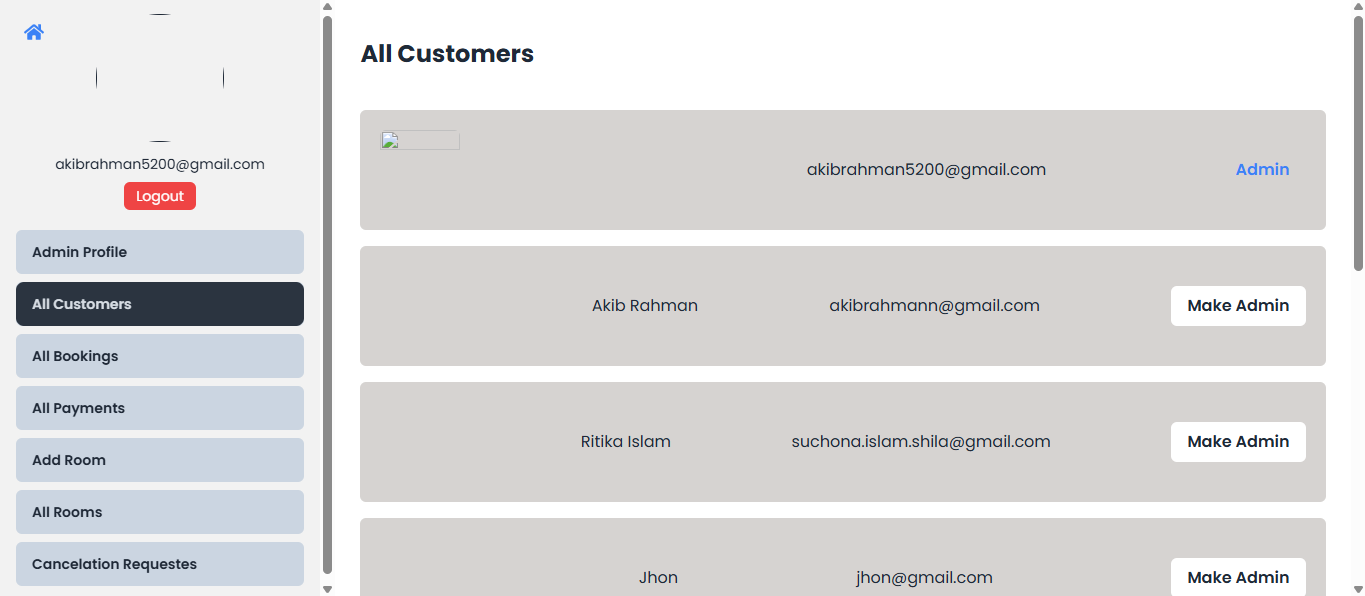 akibrahman5200@gmail.com
Logout
Admin Profile
All Customers
All Bookings
All Payments
Add Room
All Rooms
Cancelation Requestes
All Customers
akibrahman5200@gmail.com Admin
Akib Rahman akibrahmann@gmail.com Make Admin
Ritika Islam suchona.islam.shila@gmail.com Make Admin
Jhon jhon@gmail.com Make Admin